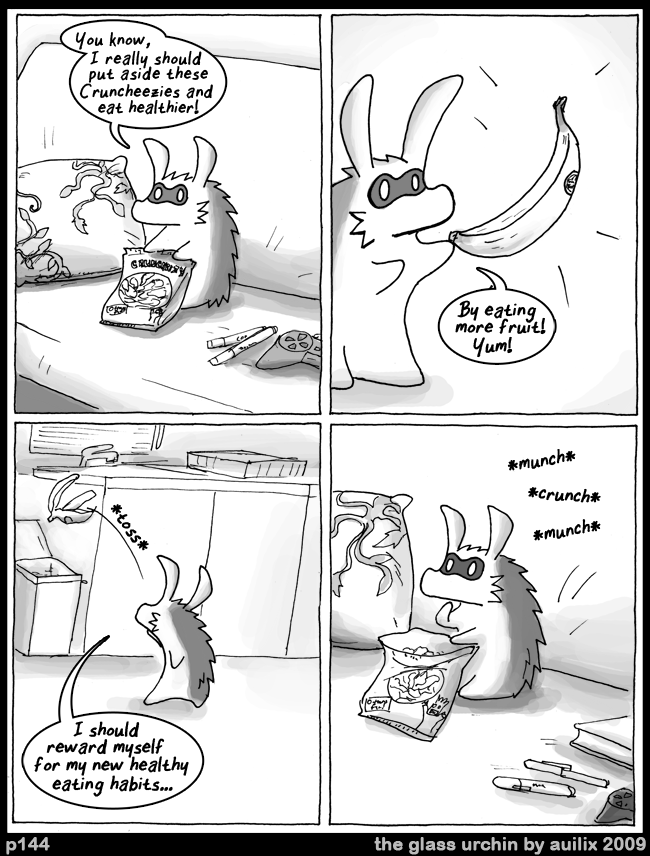 You know,
I really should
put aside these
Cruncheezies and
eat healthier!
By eating
more fruit!
Yum!
*toss*
I should
reward myself
for my new healthy
eating habits...
*munch*
*crunch*
*munch*
p144
the glass urchin by auilix 2009